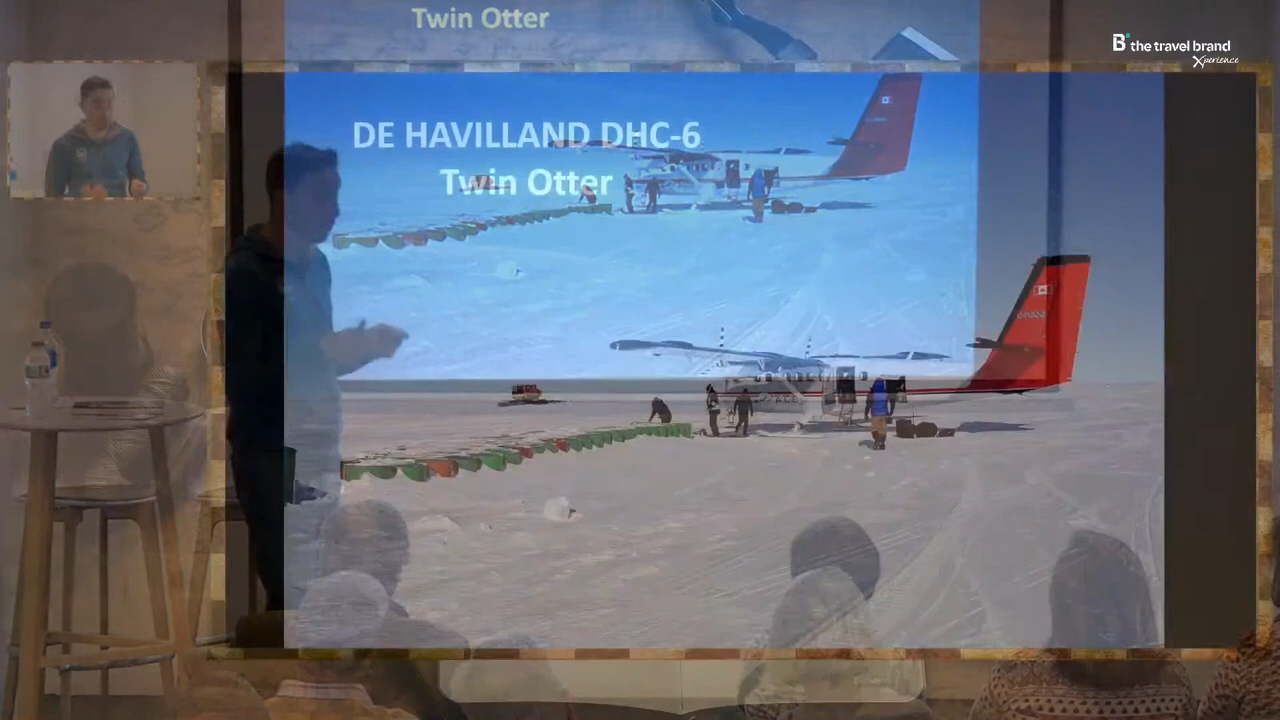 Twin Otter
B the travel brand
Xperience
DE HAVILLAND DHC-6
Twin Otter